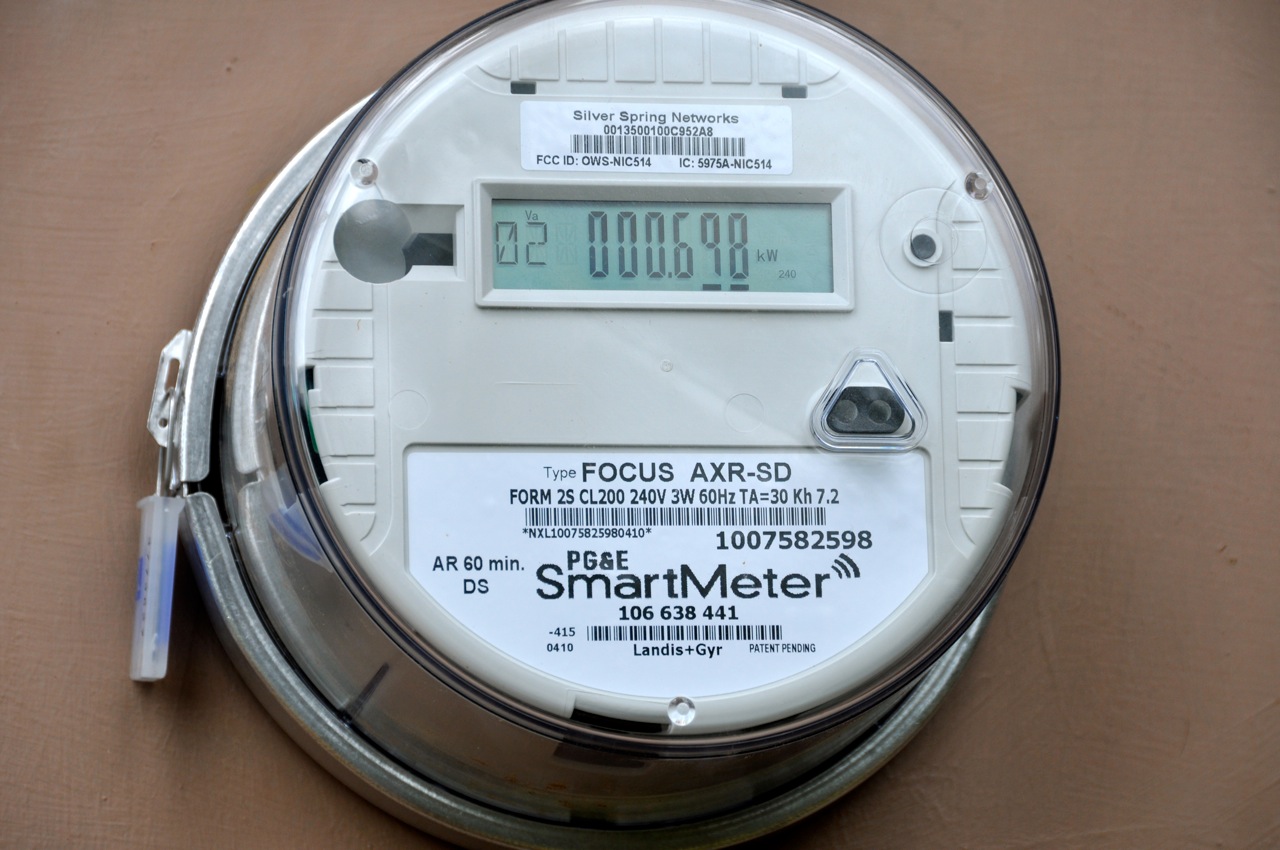 Silver Spring Networks
0013500100C952A8
FCC ID: OWS-NIC514 IC: 5975A-NIC514
02 Va 000.698 kW
240
Type FOCUS AXR-SD
FORM 2S CL200 240V 3W 60Hz TA=30 Kh 7.2
*NXL10075825980410*
1007582598
AR 60 min.
DS
PG&E
SmartMeter
106 638 441
-415
0410
Landis+Gyr
PATENT PENDING